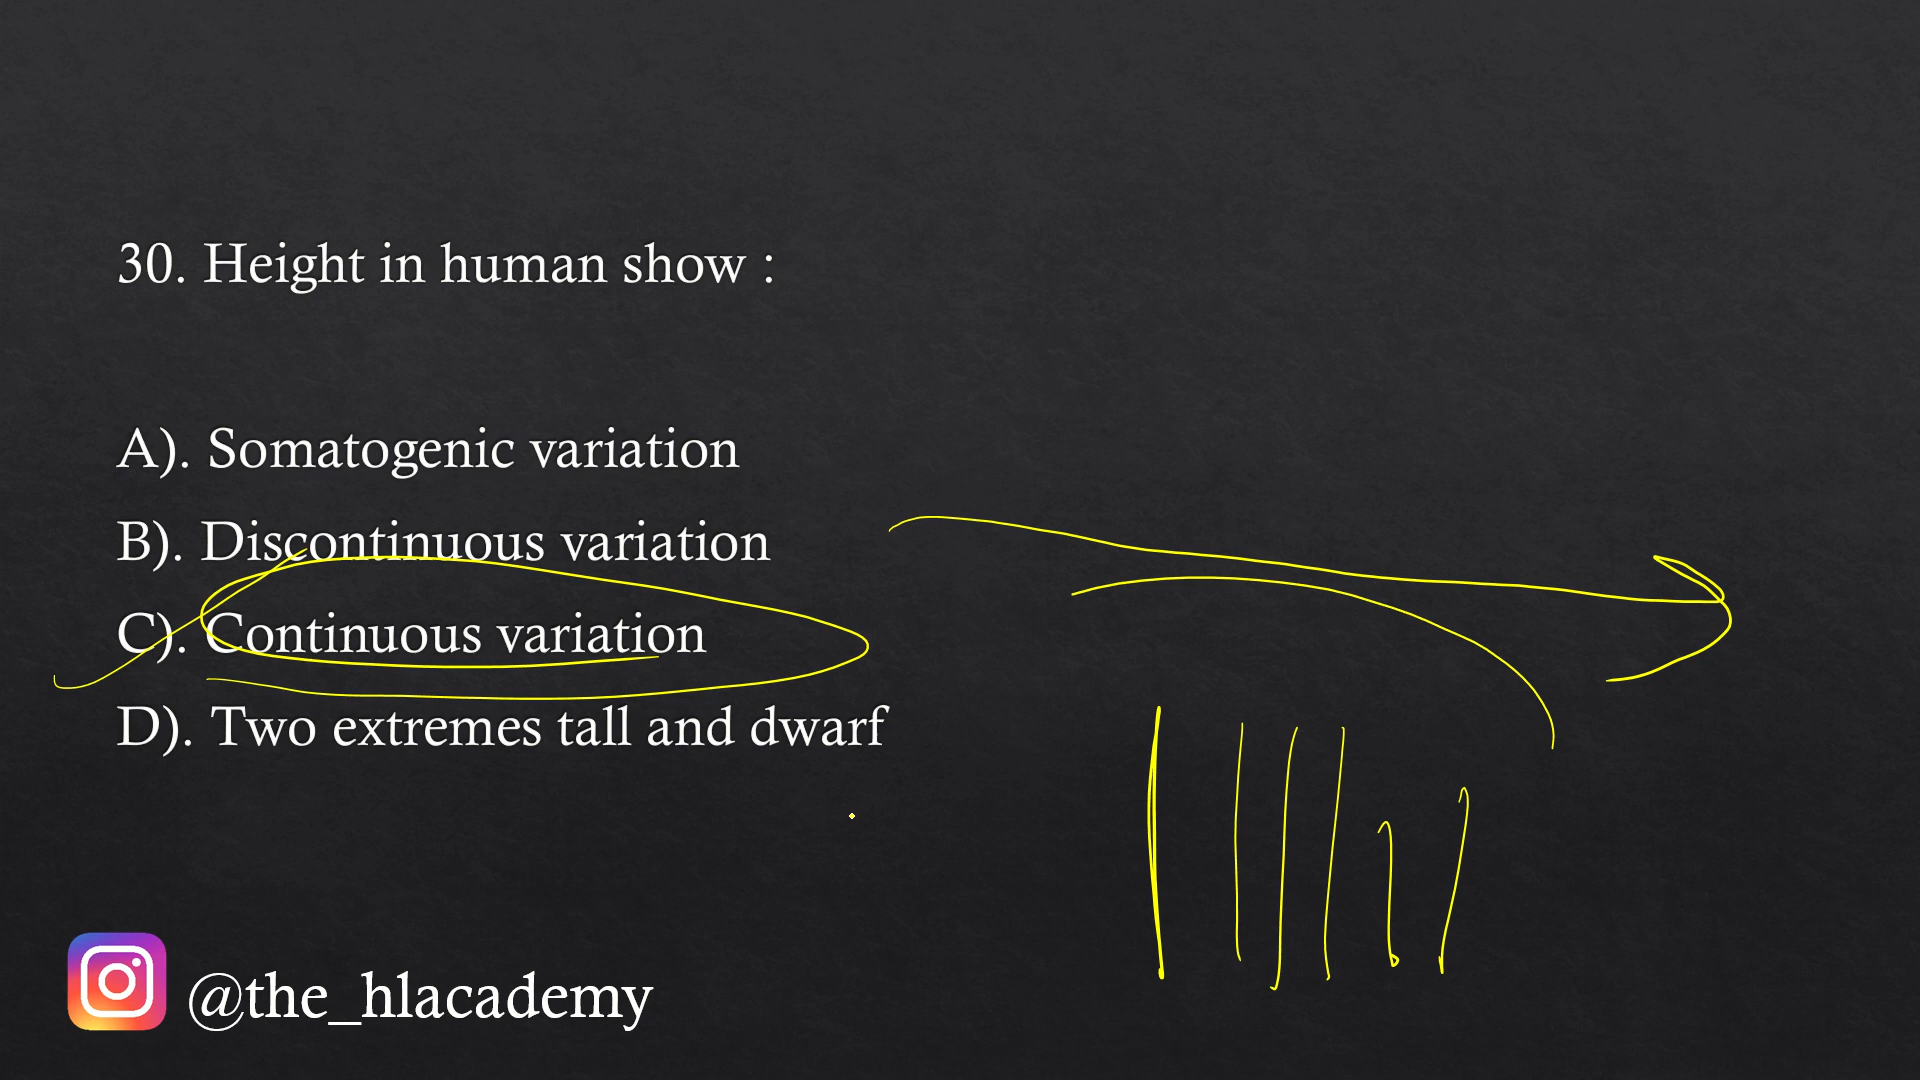 30. Height in human show :
A). Somatogenic variation
B). Discontinuous variation
C). Continuous variation
D). Two extremes tall and dwarf
@the_hlacademy